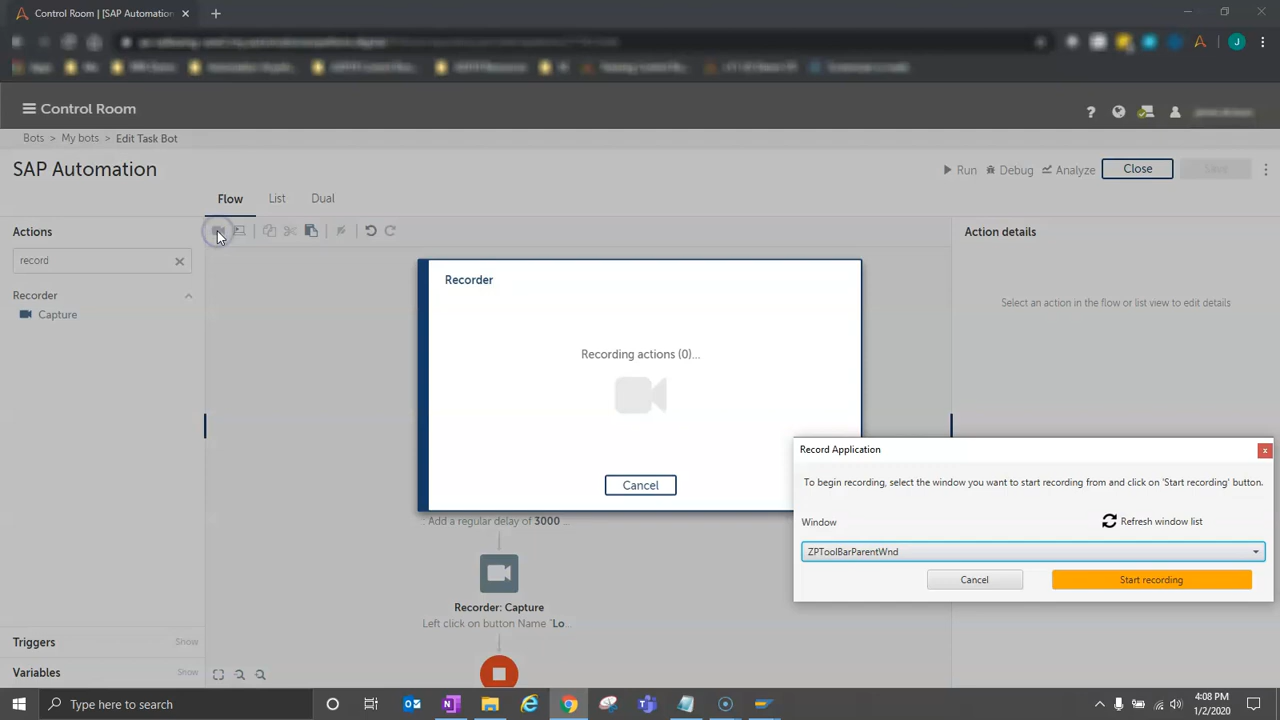 Control Room | [SAP Automation
Control Room
Bots > My bots > Edit Task Bot
SAP Automation
Run
Debug
Analyze
Close
Save
Flow
List
Dual
Actions
Action details
record
Recorder
Recorder
Capture
Select an action in the flow or list view to edit details
Recording actions (0)...
Record Application
x
To begin recording, select the window you want to start recording from and click on 'Start recording' button.
Cancel
Window
Refresh window list
: Add a regular delay of 3000 ...
ZPToolBarParentWnd
Cancel
Start recording
Recorder: Capture
Left click on button Name "Lo...
Triggers
Show
Variables
Show
Type here to search
4:08 PM
1/2/2020